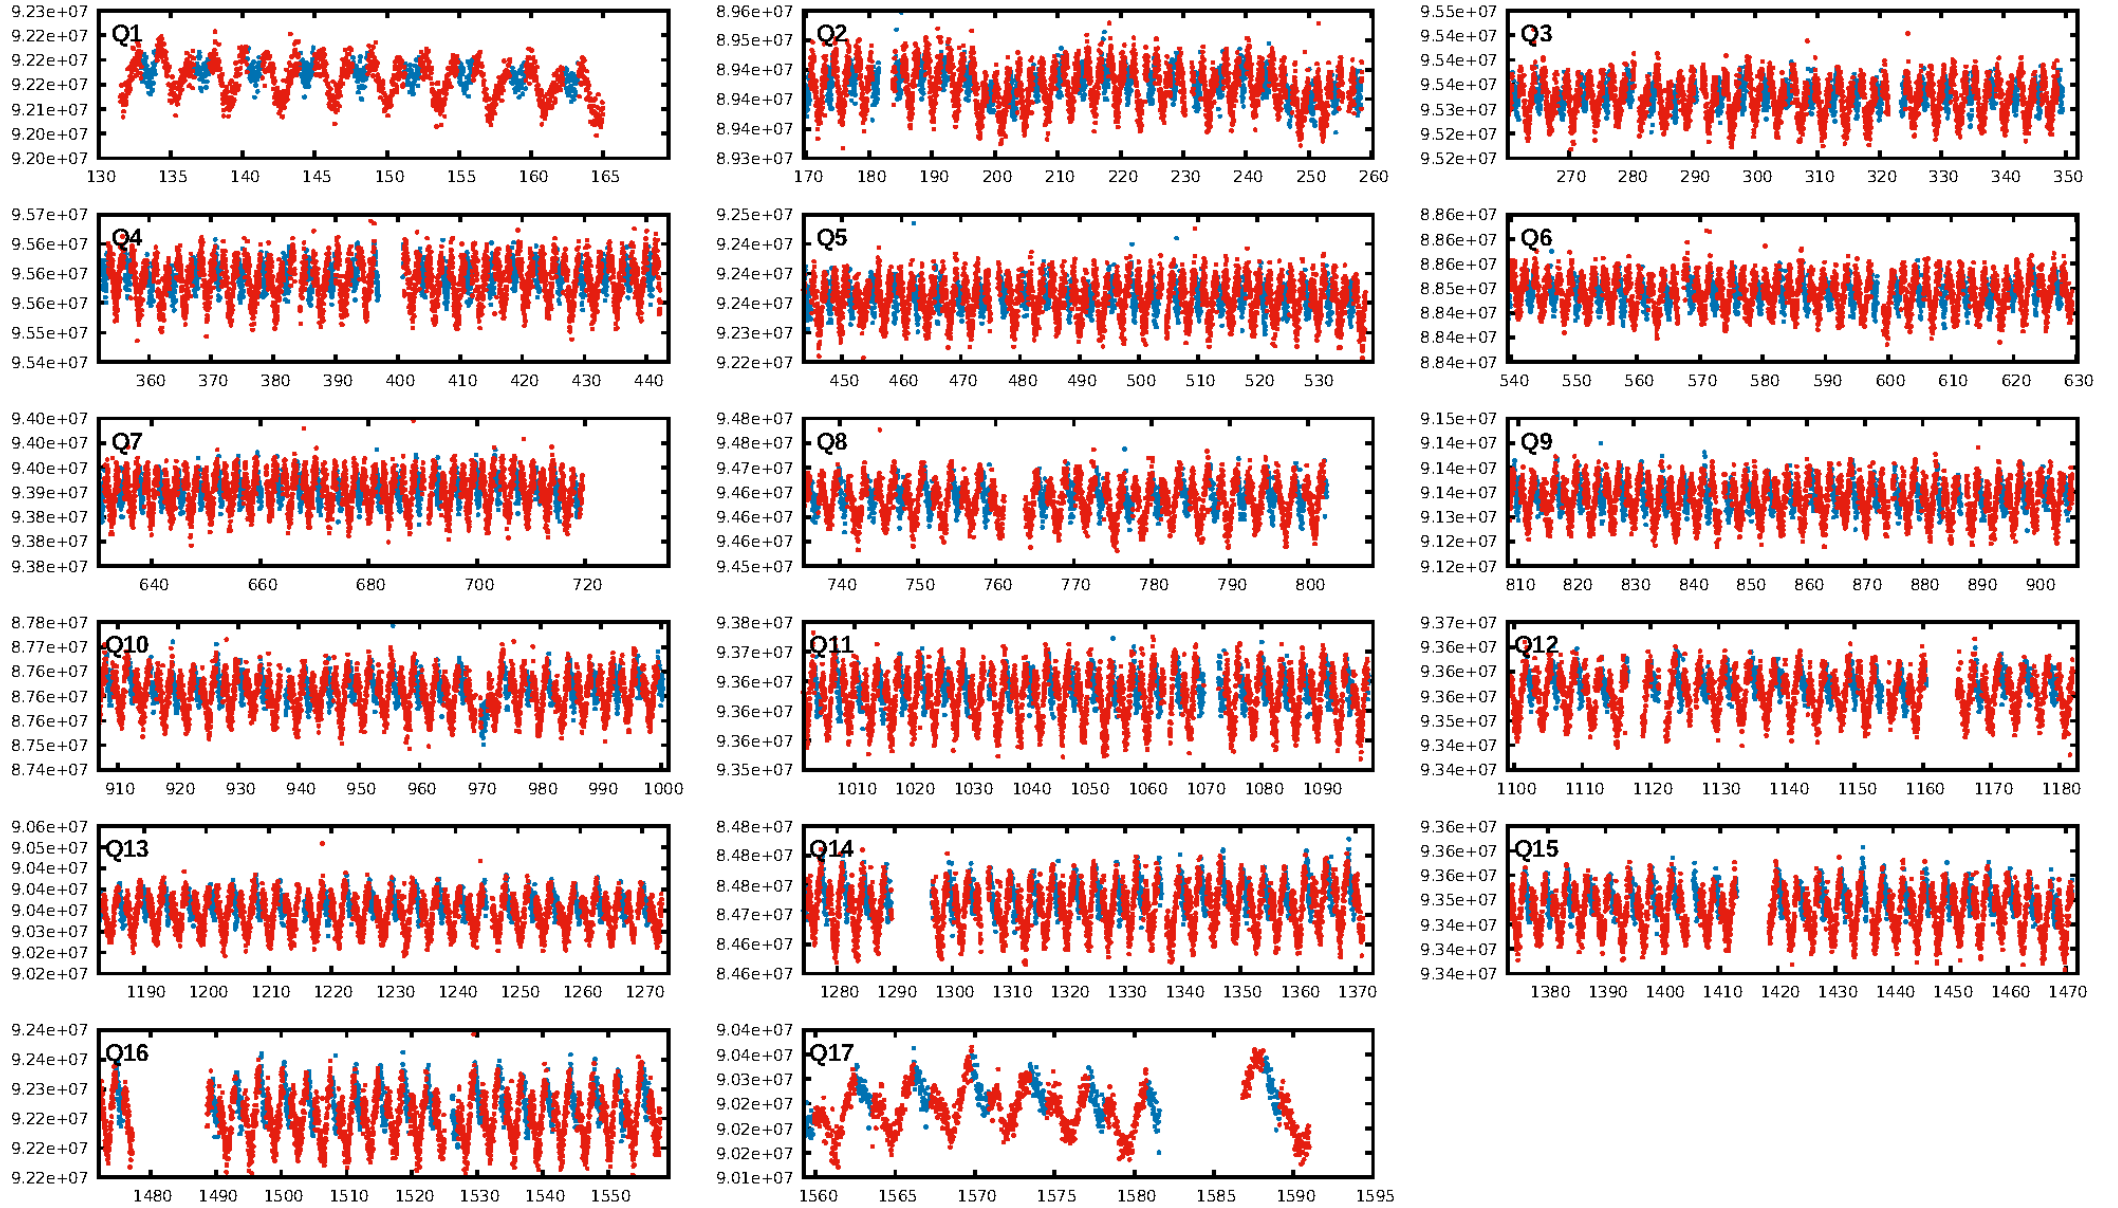 9.23e+07 9.22e+07 9.22e+07 9.22e+07 9.21e+07 9.20e+07 9.20e+07
Q1
130 135 140 145 150 155 160 165
8.96e+07 8.95e+07 8.94e+07 8.94e+07 8.94e+07 8.93e+07
Q2
170 180 190 200 210 220 230 240 250 260
9.55e+07 9.54e+07 9.54e+07 9.54e+07 9.53e+07 9.52e+07 9.52e+07
Q3
270 280 290 300 310 320 330 340 350
9.57e+07 9.56e+07 9.56e+07 9.56e+07 9.55e+07 9.54e+07
Q4
360 370 380 390 400 410 420 430 440
9.25e+07 9.24e+07 9.24e+07 9.24e+07 9.23e+07 9.22e+07
Q5
450 460 470 480 490 500 510 520 530
8.86e+07 8.86e+07 8.86e+07 8.85e+07 8.84e+07 8.84e+07 8.84e+07
Q6
540 550 560 570 580 590 600 610 620 630
9.40e+07 9.40e+07 9.40e+07 9.39e+07 9.38e+07 9.38e+07 9.38e+07
Q7
640 660 680 700 720
9.48e+07 9.48e+07 9.47e+07 9.46e+07 9.46e+07 9.46e+07 9.45e+07
Q8
740 750 760 770 780 790 800
9.15e+07 9.14e+07 9.14e+07 9.14e+07 9.13e+07 9.12e+07 9.12e+07
Q9
810 820 830 840 850 860 870 880 890 900
8.78e+07 8.77e+07 8.76e+07 8.76e+07 8.76e+07 8.75e+07 8.74e+07
Q10
910 920 930 940 950 960 970 980 990 1000
9.38e+07 9.37e+07 9.36e+07 9.36e+07 9.36e+07 9.35e+07
Q11
1010 1020 1030 1040 1050 1060 1070 1080 1090
9.37e+07 9.36e+07 9.36e+07 9.36e+07 9.35e+07 9.34e+07 9.34e+07
Q12
1100 1110 1120 1130 1140 1150 1160 1170 1180
9.06e+07 9.05e+07 9.04e+07 9.04e+07 9.04e+07 9.03e+07 9.02e+07 9.02e+07
Q13
1190 1200 1210 1220 1230 1240 1250 1260 1270
8.48e+07 8.48e+07 8.48e+07 8.47e+07 8.46e+07 8.46e+07
Q14
1280 1290 1300 1310 1320 1330 1340 1350 1360 1370
9.36e+07 9.36e+07 9.36e+07 9.35e+07 9.34e+07 9.34e+07 9.34e+07
Q15
1380 1390 1400 1410 1420 1430 1440 1450 1460 1470
9.24e+07 9.24e+07 9.23e+07 9.22e+07 9.22e+07 9.22e+07
Q16
1480 1490 1500 1510 1520 1530 1540 1550
9.04e+07 9.04e+07 9.03e+07 9.02e+07 9.02e+07 9.02e+07 9.01e+07
Q17
1560 1565 1570 1575 1580 1585 1590 1595